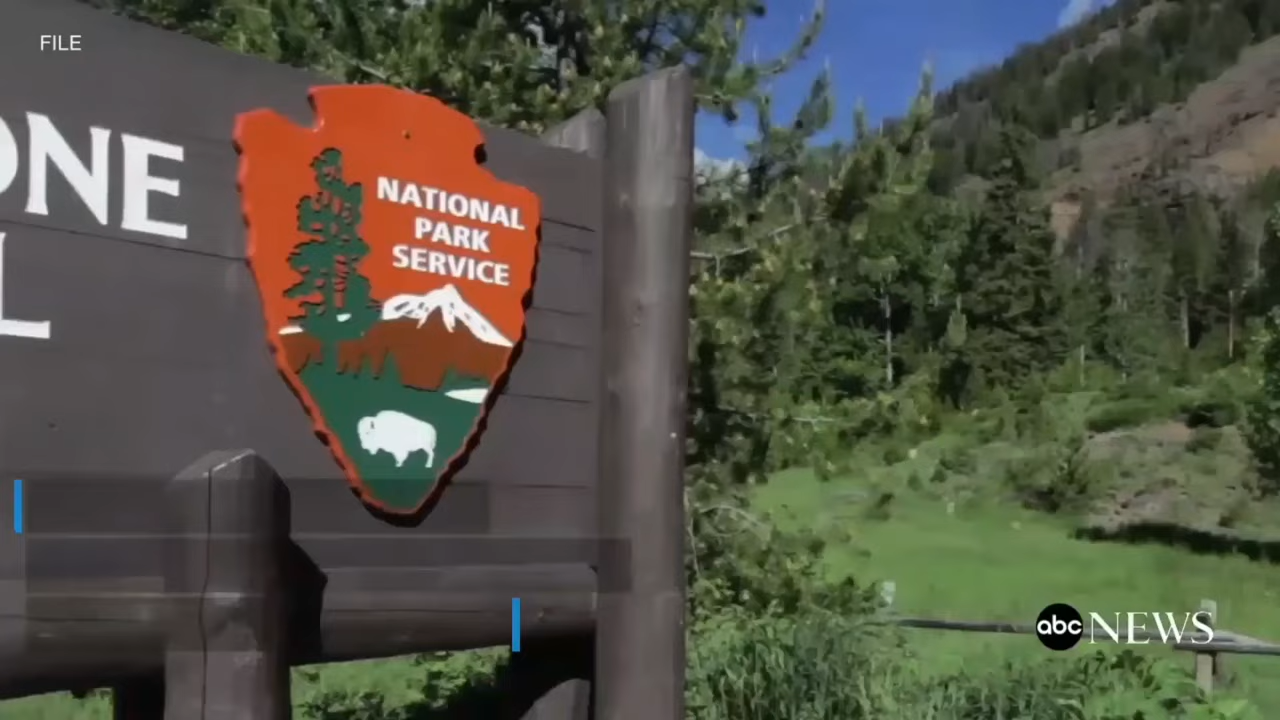 FILE
ONE
L
NATIONAL
PARK
SERVICE
abc NEWS